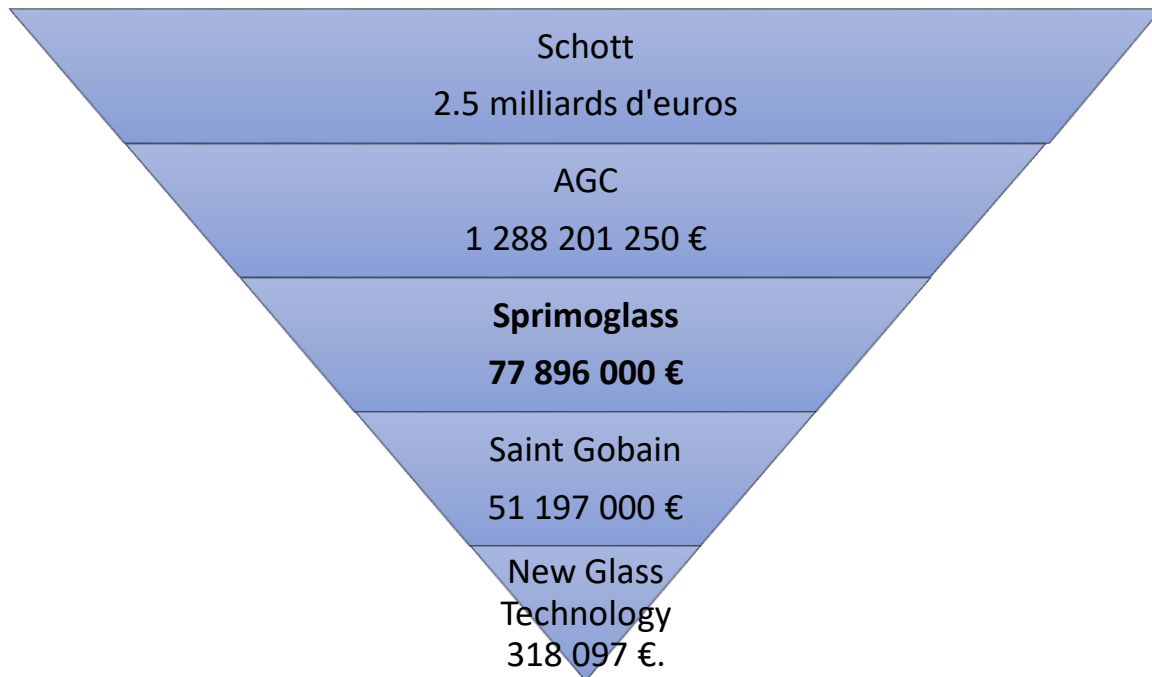 Schott
2.5 milliards d'euros
AGC
1 288 201 250 €
Sprimoglass
77 896 000 €
Saint Gobain
51 197 000 €
New Glass
Technology
318 097 €.